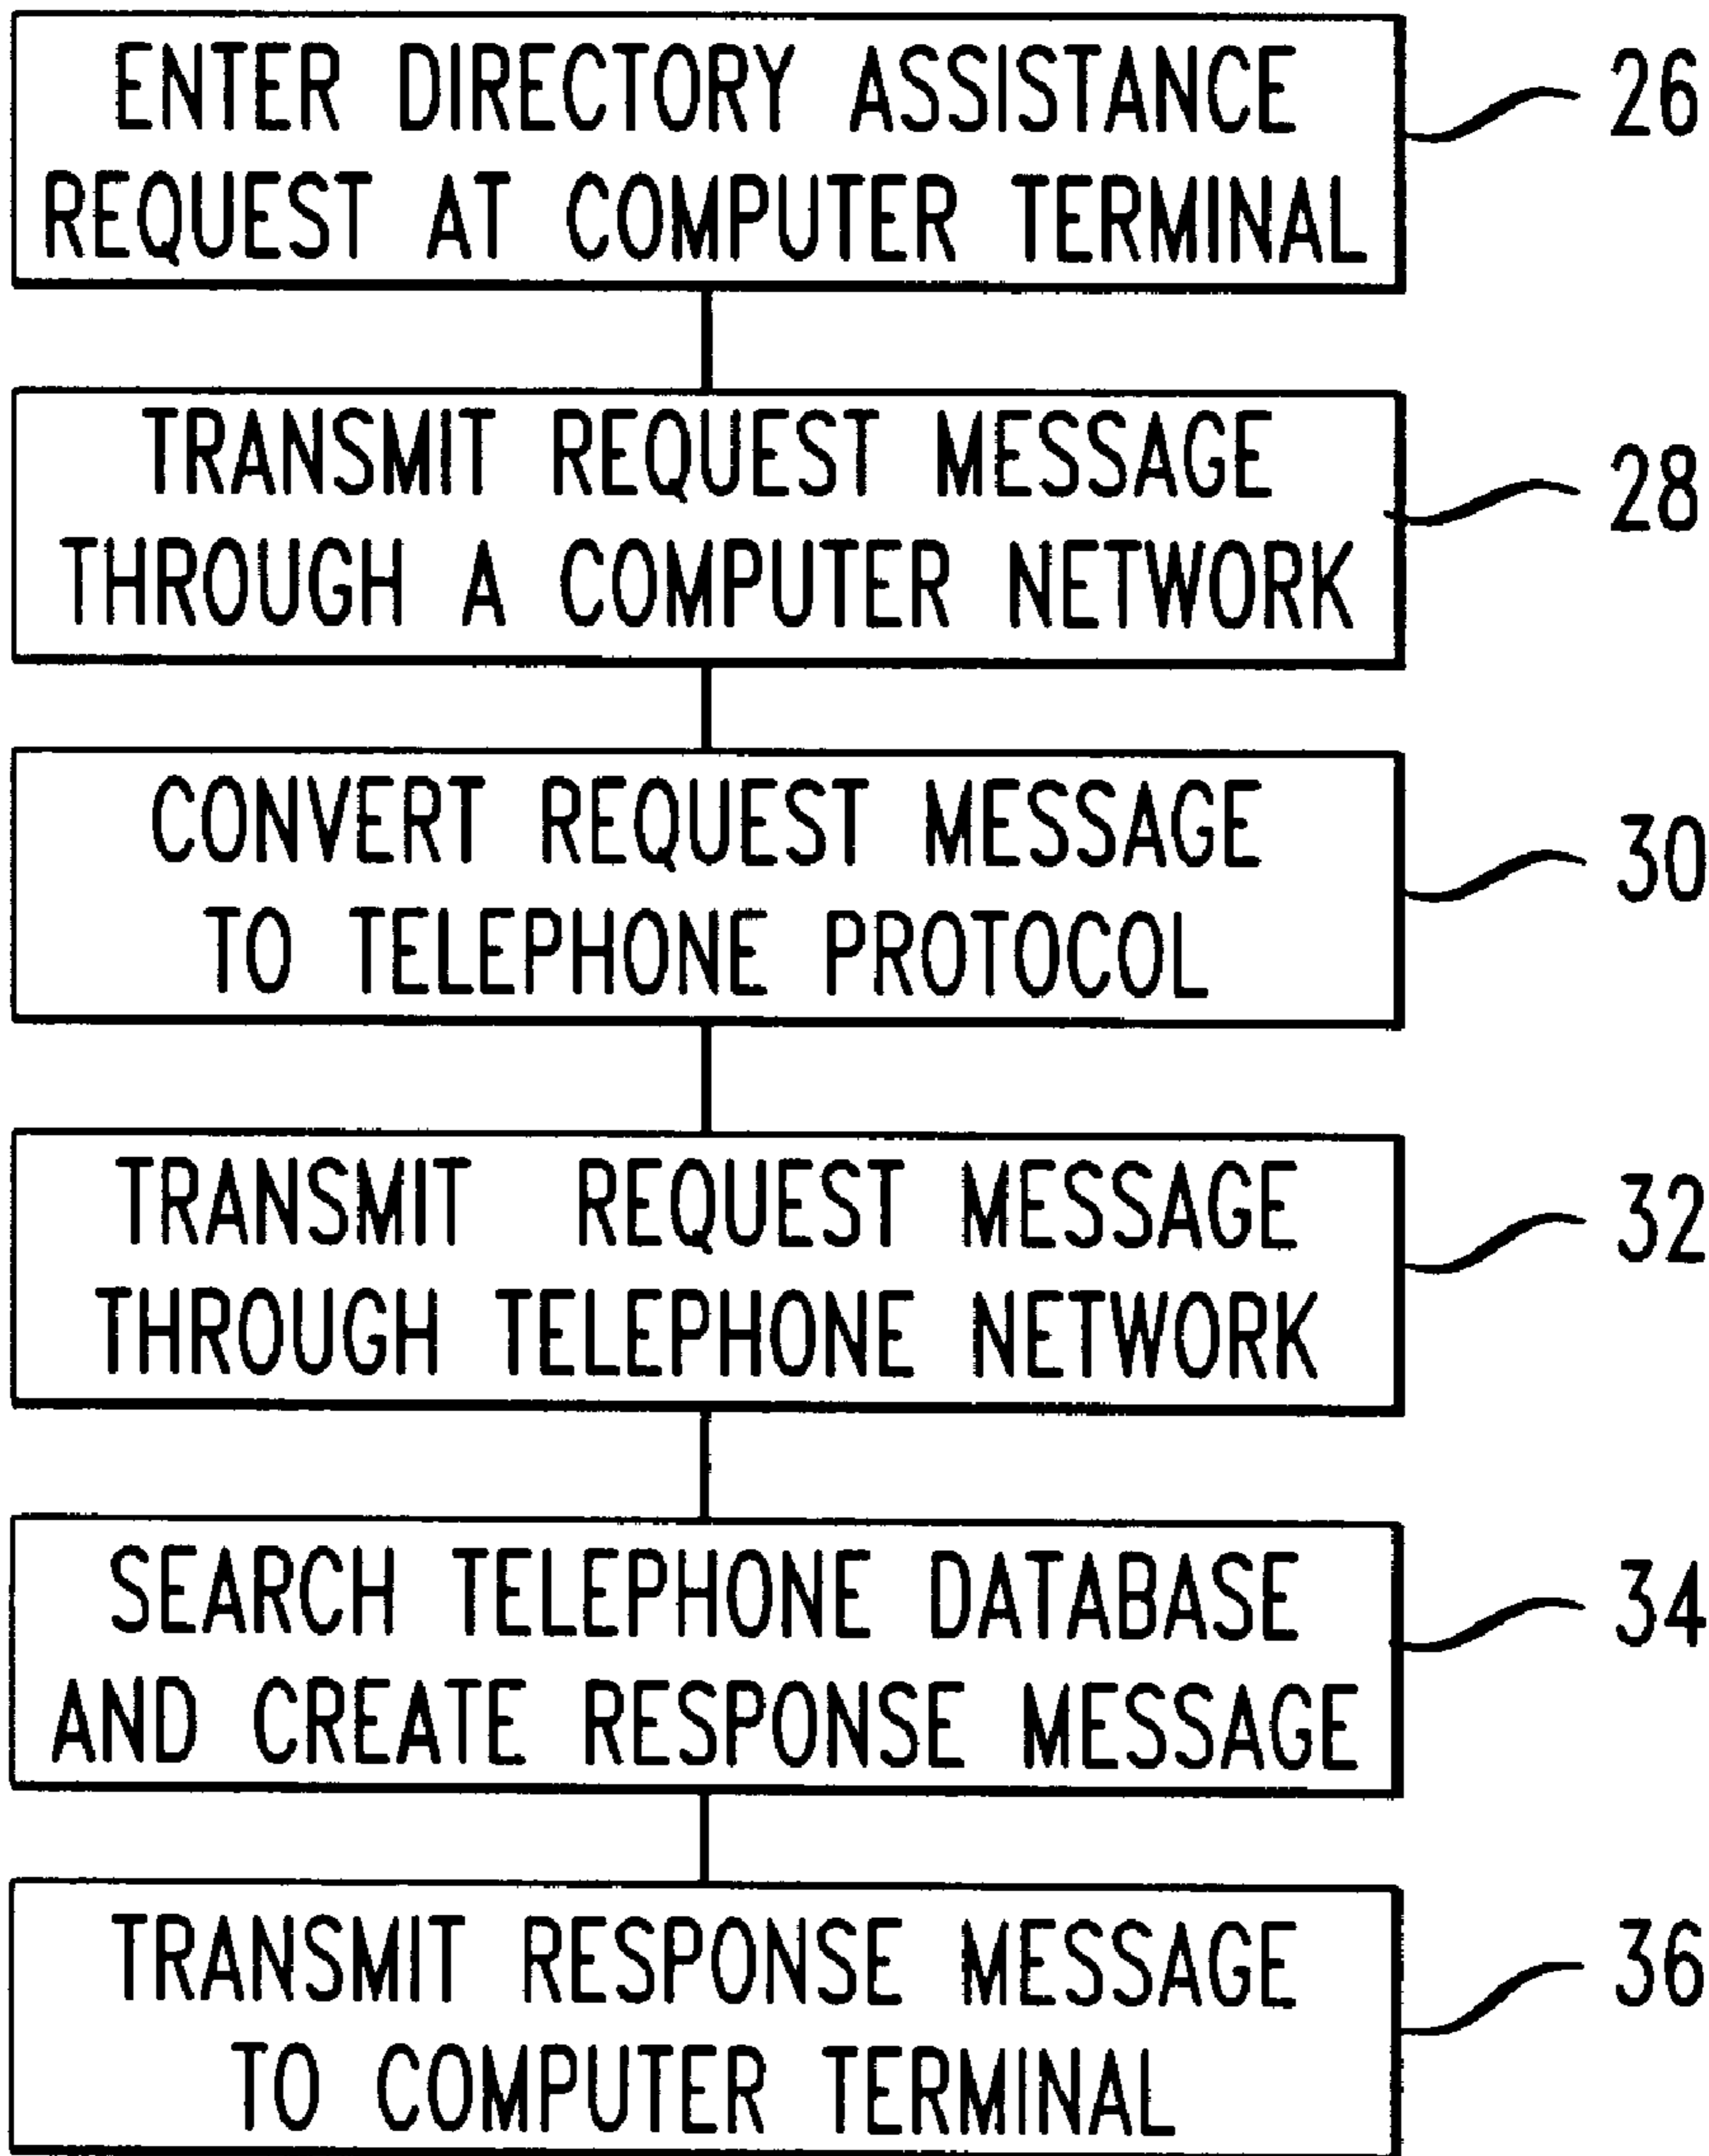 ENTER DIRECTORY ASSISTANCE
REQUEST AT COMPUTER TERMINAL
26
TRANSMIT REQUEST MESSAGE
THROUGH A COMPUTER NETWORK
28
CONVERT REQUEST MESSAGE
TO TELEPHONE PROTOCOL
30
TRANSMIT REQUEST MESSAGE
THROUGH TELEPHONE NETWORK
32
SEARCH TELEPHONE DATABASE
AND CREATE RESPONSE MESSAGE
34
TRANSMIT RESPONSE MESSAGE
TO COMPUTER TERMINAL
36